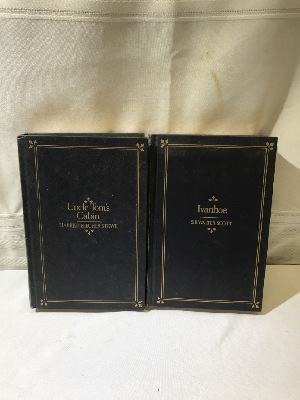 Uncle Tom's
Cabin
HARRIET BEECHER STOWE
Ivanhoe
SIR WALTER SCOTT